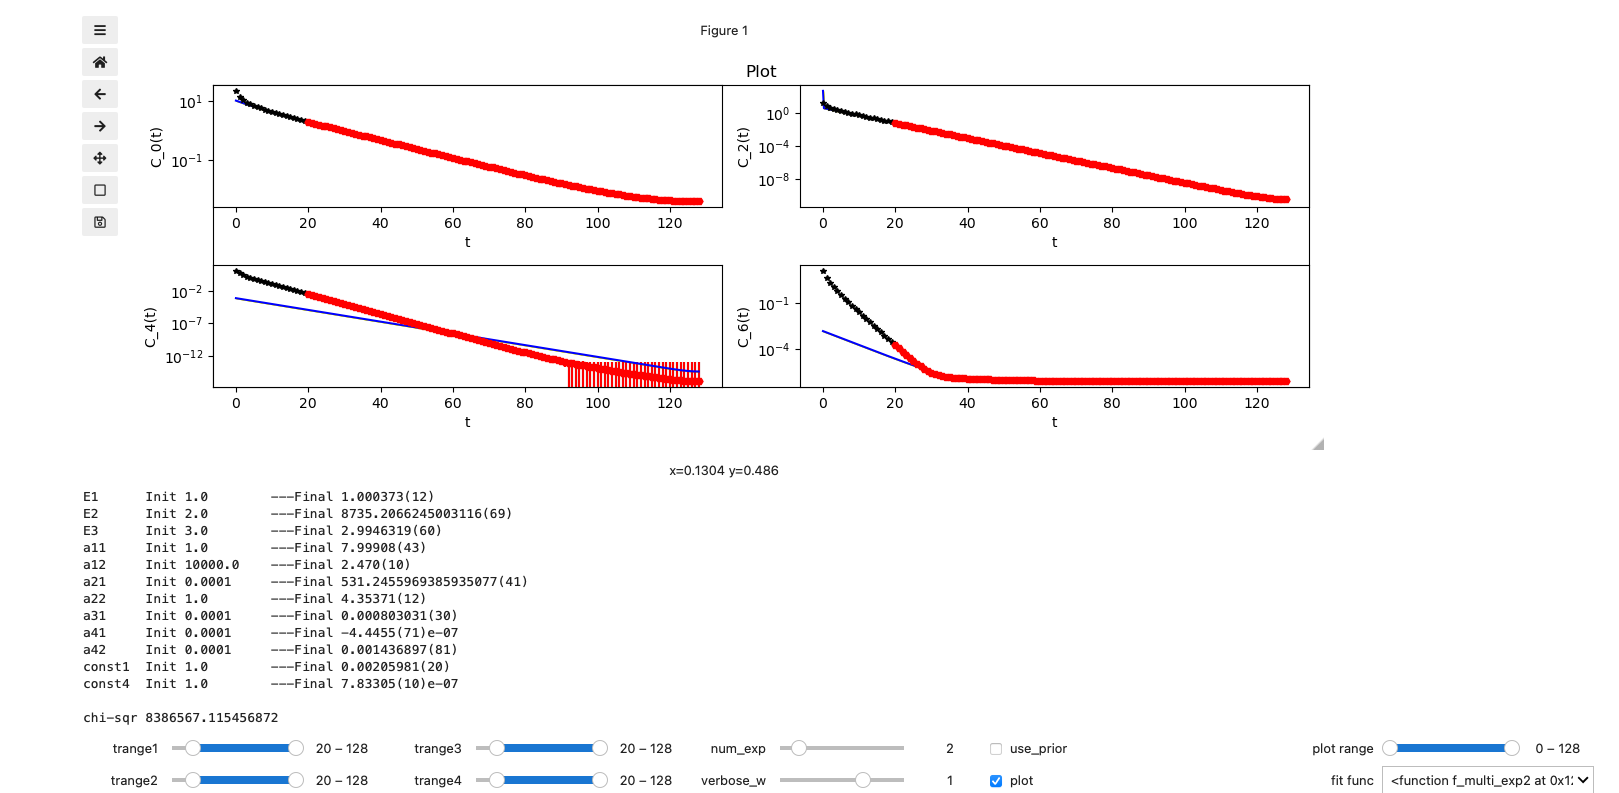 Figure 1
Plot
C_0(t)
10^1
10^-1
0 20 40 60 80 100 120
t
C_2(t)
10^0
10^-4
10^-8
0 20 40 60 80 100 120
t
C_4(t)
10^-2
10^-7
10^-12
0 20 40 60 80 100 120
t
C_6(t)
10^-1
10^-4
0 20 40 60 80 100 120
t
x=0.1304 y=0.486
E1 Init 1.0 ---Final 1.000373(12)
E2 Init 2.0 ---Final 8735.2066245003116(69)
E3 Init 3.0 ---Final 2.9946319(60)
a11 Init 1.0 ---Final 7.99908(43)
a12 Init 10000.0 ---Final 2.470(10)
a21 Init 0.0001 ---Final 531.2455969385935077(41)
a22 Init 1.0 ---Final 4.35371(12)
a31 Init 0.0001 ---Final 0.000803031(30)
a41 Init 0.0001 ---Final -4.4455(71)e-07
a42 Init 0.0001 ---Final 0.001436897(81)
const1 Init 1.0 ---Final 0.00205981(20)
const4 Init 1.0 ---Final 7.83305(10)e-07
chi-sqr 8386567.115456872
trange1 20 – 128 trange3 20 – 128 num_exp 2 use_prior plot range 0 – 128
trange2 20 – 128 trange4 20 – 128 verbose_w 1 plot fit func <function f_multi_exp2 at 0x12